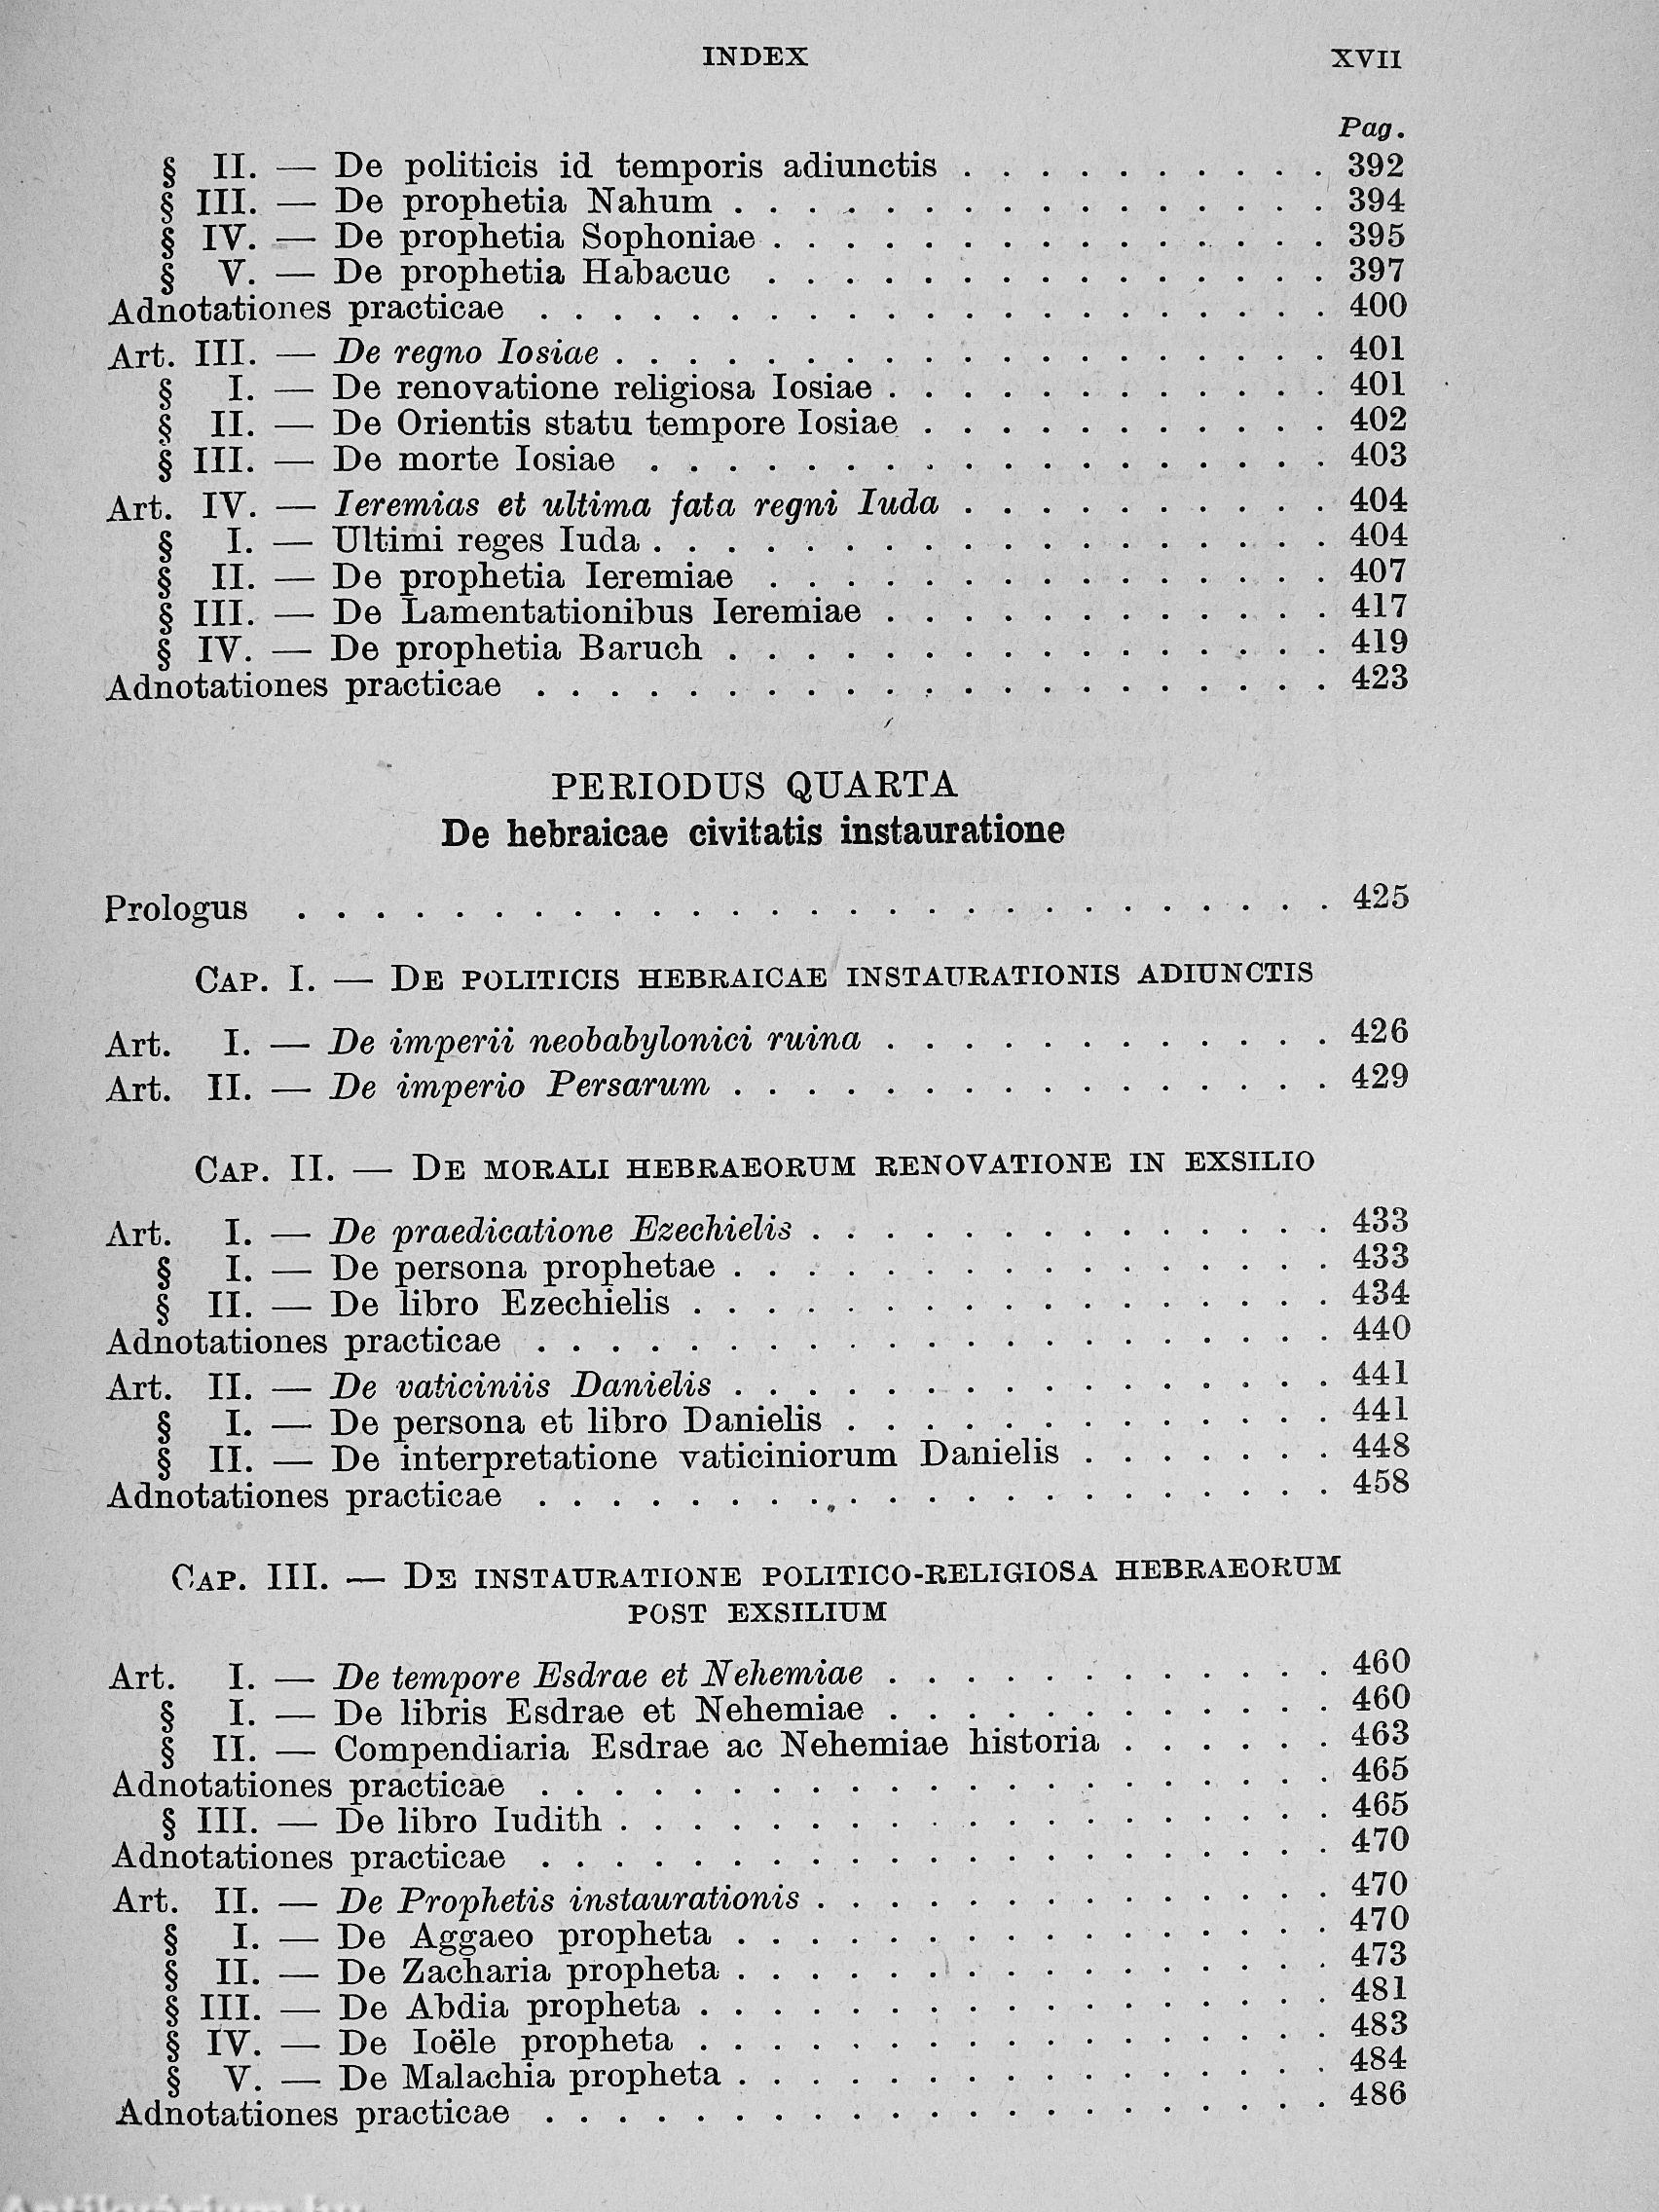 INDEX XVII
Pag.
§ II. — De politicis id temporis adiunctis . . . . . . . . . . 392
§ III. — De prophetia Nahum . . . . . . . . . . . . . . . . 394
§ IV. — De prophetia Sophoniae . . . . . . . . . . . . . . . 395
§ V. — De prophetia Habacuc . . . . . . . . . . . . . . . 397
Adnotationes practicae . . . . . . . . . . . . . . . . . . . . . 400
Art. III. — De regno Iosiae . . . . . . . . . . . . . . . . . . . 401
§ I. — De renovatione religiosa Iosiae . . . . . . . . . . . . 401
§ II. — De Orientis statu tempore Iosiae . . . . . . . . . . . 402
§ III. — De morte Iosiae . . . . . . . . . . . . . . . . . . 403
Art. IV. — Ieremias et ultima fata regni Iuda . . . . . . . . . . 404
§ I. — Ultimi reges Iuda . . . . . . . . . . . . . . . . . . 404
§ II. — De prophetia Ieremiae . . . . . . . . . . . . . . . 407
§ III. — De Lamentationibus Ieremiae . . . . . . . . . . . . 417
§ IV. — De prophetia Baruch . . . . . . . . . . . . . . . . 419
Adnotationes practicae . . . . . . . . . . . . . . . . . . . . . 423
PERIODUS QUARTA
De hebraicae civitatis instauratione
Prologus . . . . . . . . . . . . . . . . . . . . . . . . . . . 425
CAP. I. — DE POLITICIS HEBRAICAE INSTAURATIONIS ADIUNCTIS
Art. I. — De imperii neobabylonici ruina . . . . . . . . . . . . 426
Art. II. — De imperio Persarum . . . . . . . . . . . . . . . . 429
CAP. II. — DE MORALI HEBRAEORUM RENOVATIONE IN EXSILIO
Art. I. — De praedicatione Ezechielis . . . . . . . . . . . . . . 433
§ I. — De persona prophetae . . . . . . . . . . . . . . . . 433
§ II. — De libro Ezechielis . . . . . . . . . . . . . . . . . 434
Adnotationes practicae . . . . . . . . . . . . . . . . . . . . . 440
Art. II. — De vaticiniis Danielis . . . . . . . . . . . . . . . . 441
§ I. — De persona et libro Danielis . . . . . . . . . . . . . 441
§ II. — De interpretatione vaticiniorum Danielis . . . . . . . 448
Adnotationes practicae . . . . . . . . . . . . . . . . . . . . . 458
CAP. III. — DE INSTAURATIONE POLITICO-RELIGIOSA HEBRAEORUM
POST EXSILIUM
Art. I. — De tempore Esdrae et Nehemiae . . . . . . . . . . . . 460
§ I. — De libris Esdrae et Nehemiae . . . . . . . . . . . . 460
§ II. — Compendiaria Esdrae ac Nehemiae historia . . . . . . 463
Adnotationes practicae . . . . . . . . . . . . . . . . . . . . . 465
§ III. — De libro Iudith . . . . . . . . . . . . . . . . . . . 465
Adnotationes practicae . . . . . . . . . . . . . . . . . . . . . 470
Art. II. — De Prophetis instaurationis . . . . . . . . . . . . . . 470
§ I. — De Aggaeo propheta . . . . . . . . . . . . . . . . 470
§ II. — De Zacharia propheta . . . . . . . . . . . . . . . . 473
§ III. — De Abdia propheta . . . . . . . . . . . . . . . . . 481
§ IV. — De Ioële propheta . . . . . . . . . . . . . . . . . 483
§ V. — De Malachia propheta . . . . . . . . . . . . . . . . 484
Adnotationes practicae . . . . . . . . . . . . . . . . . . . . . 486